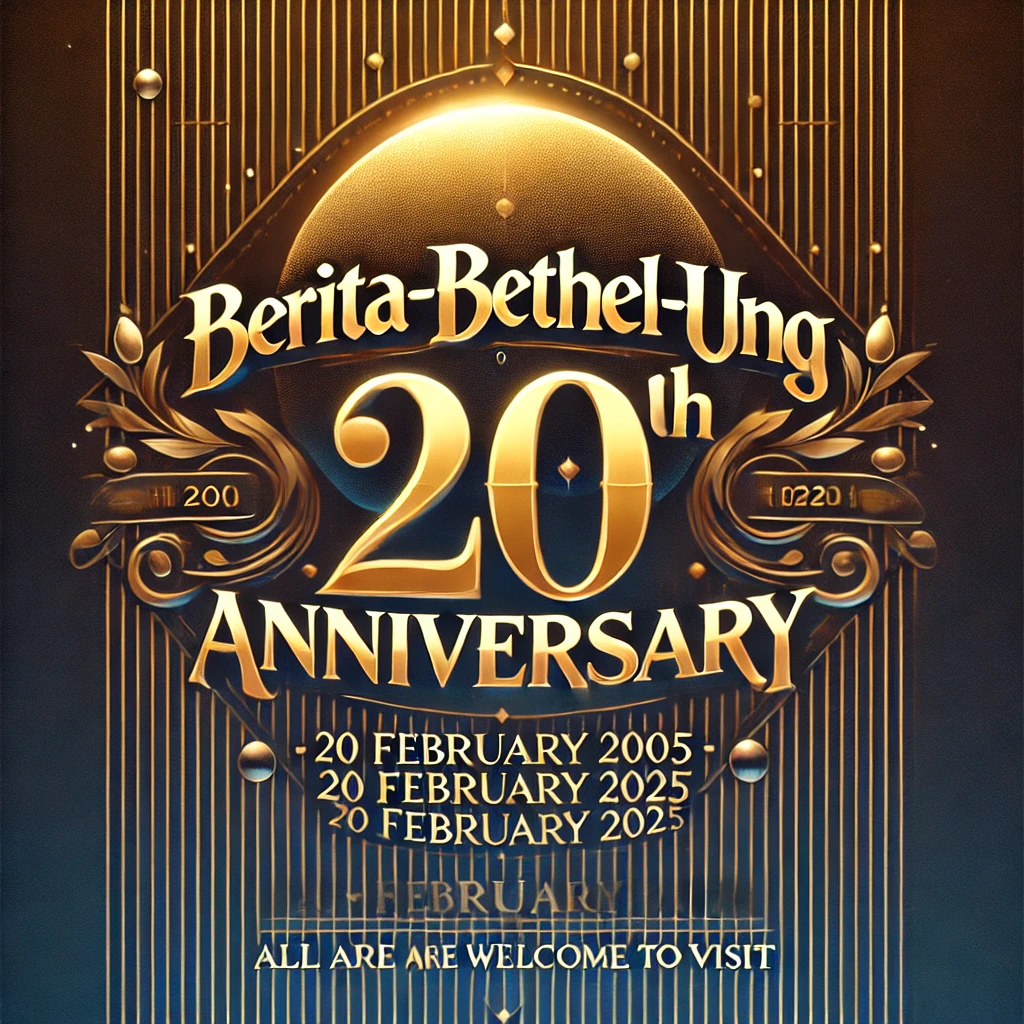 Berita-Bethel-Ung
20th
200
0220
ANNIVERSARY
- 20 FEBRUARY 2005 -
20 FEBRUARY 2025
20 FEBRUARY 2025
- FEBRUARY
ALL ARE ARE WELCOME TO VISIT